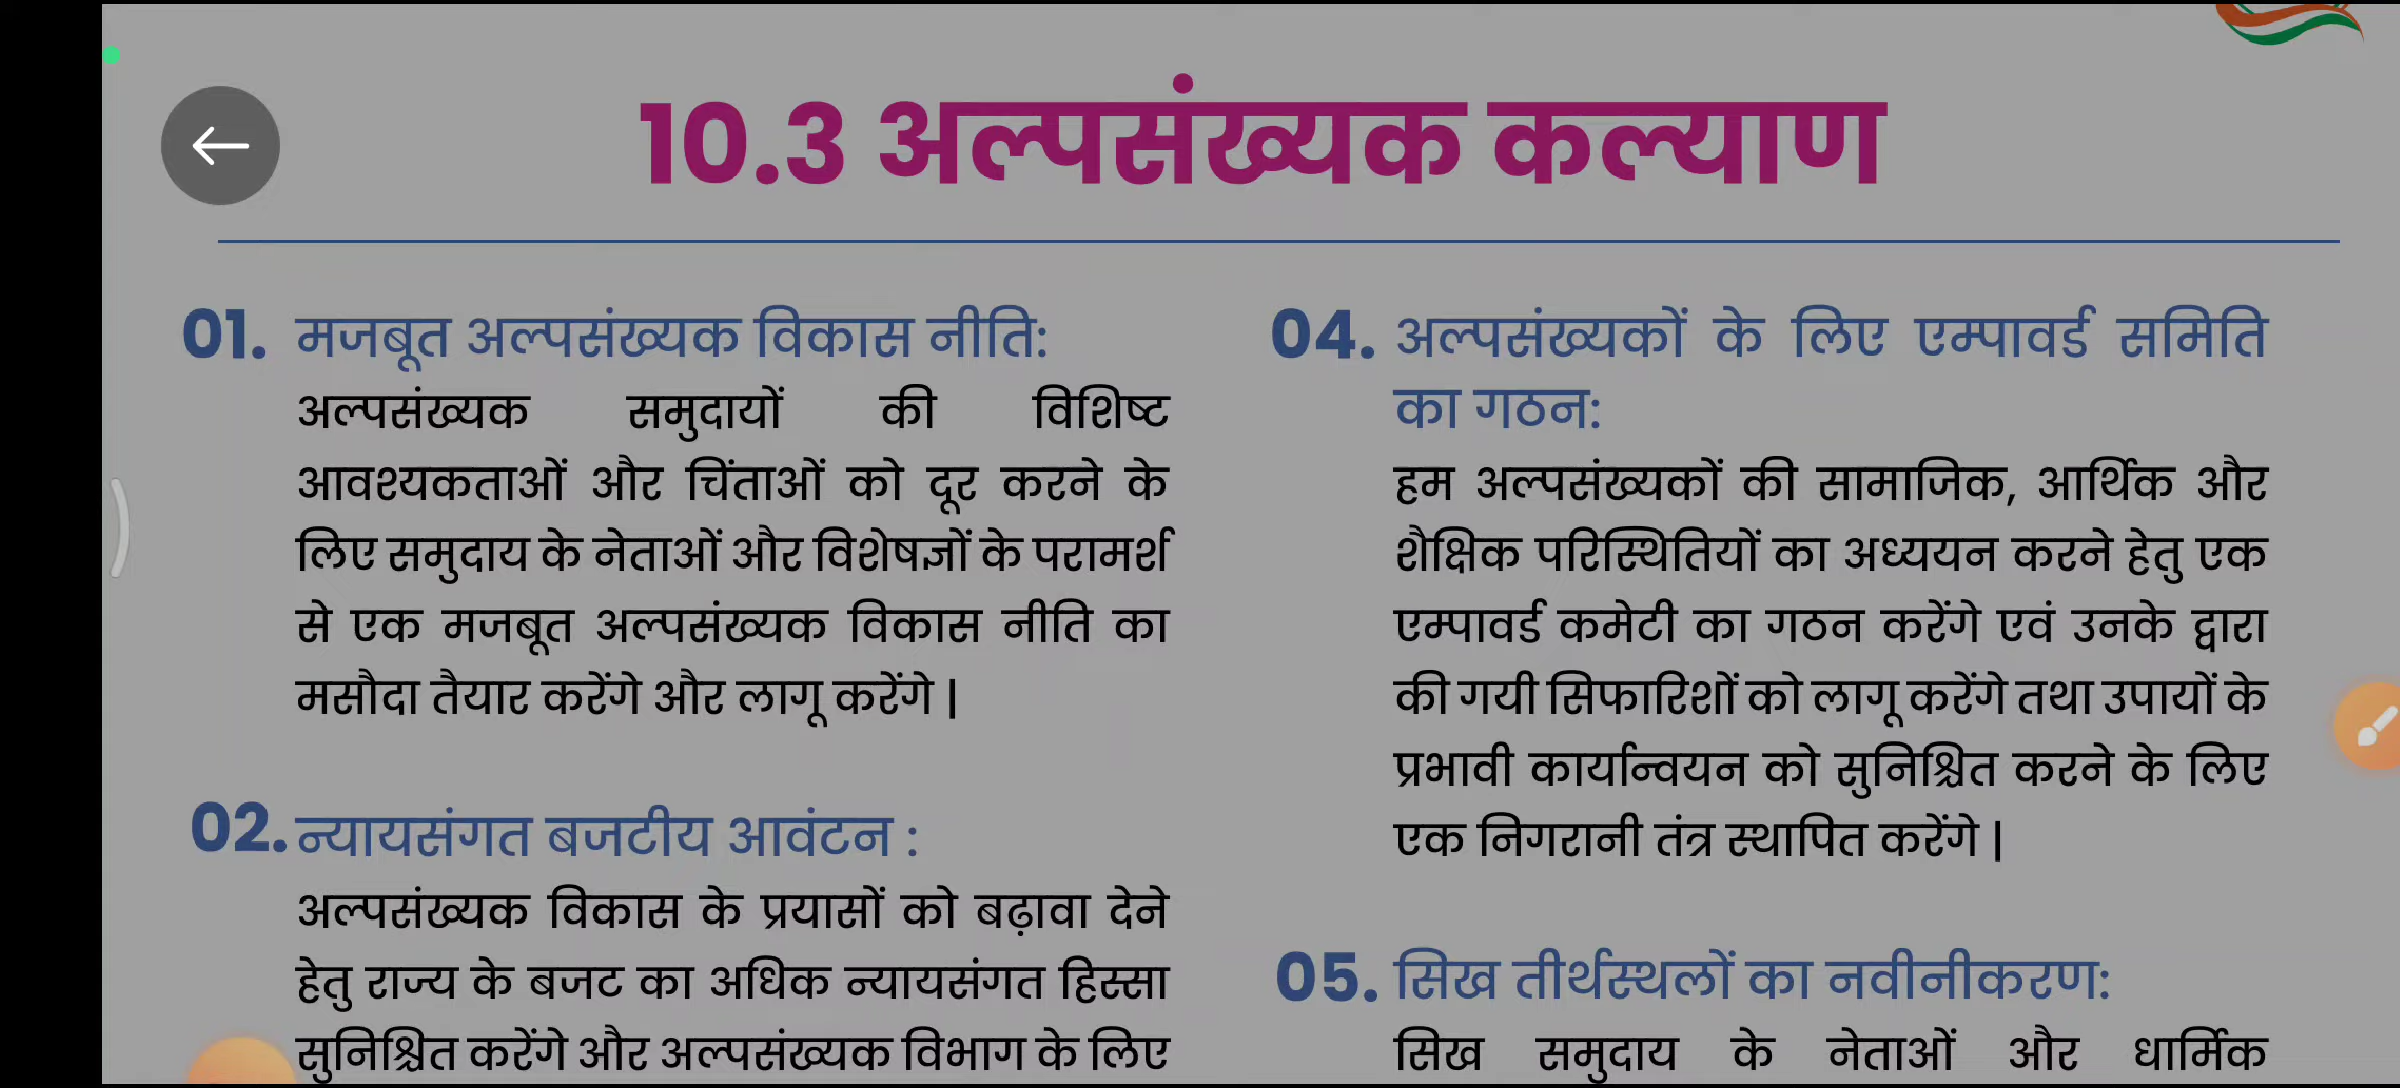 10.3 अल्पसंख्यक कल्याण
01. मजबूत अल्पसंख्यक विकास नीति:
अल्पसंख्यक समुदायों की विशिष्ट
आवश्यकताओं और चिंताओं को दूर करने के
लिए समुदाय के नेताओं और विशेषज्ञों के परामर्श
से एक मजबूत अल्पसंख्यक विकास नीति का
मसौदा तैयार करेंगे और लागू करेंगे |
02. न्यायसंगत बजटीय आवंटन :
अल्पसंख्यक विकास के प्रयासों को बढ़ावा देने
हेतु राज्य के बजट का अधिक न्यायसंगत हिस्सा
सुनिश्चित करेंगे और अल्पसंख्यक विभाग के लिए
04. अल्पसंख्यकों के लिए एम्पावर्ड समिति
का गठन:
हम अल्पसंख्यकों की सामाजिक, आर्थिक और
शैक्षिक परिस्थितियों का अध्ययन करने हेतु एक
एम्पावर्ड कमेटी का गठन करेंगे एवं उनके द्वारा
की गयी सिफारिशों को लागू करेंगे तथा उपायों के
प्रभावी कार्यान्वयन को सुनिश्चित करने के लिए
एक निगरानी तंत्र स्थापित करेंगे |
05. सिख तीर्थस्थलों का नवीनीकरण:
सिख समुदाय के नेताओं और धार्मिक